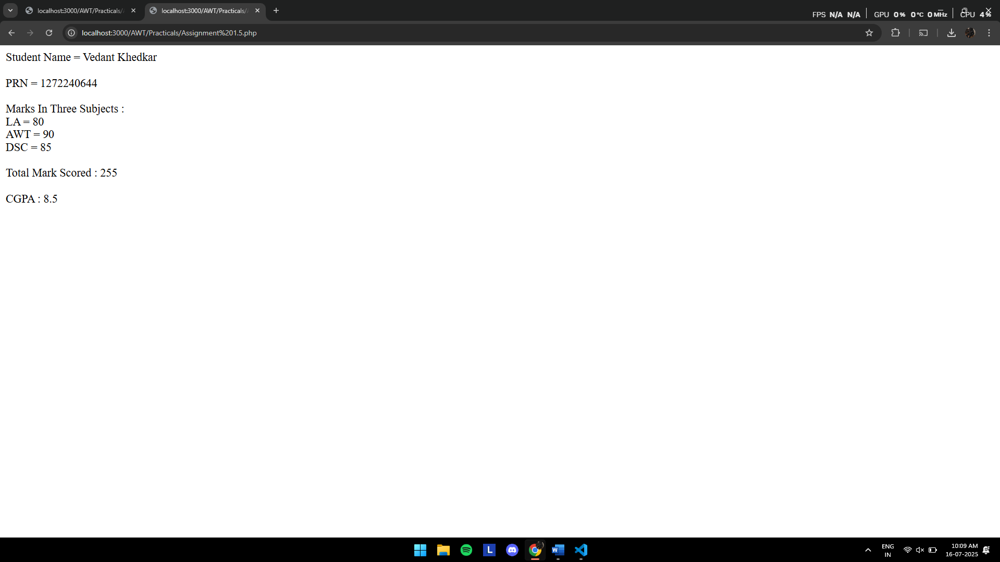 localhost:3000/AWT/Practicals/
localhost:3000/AWT/Practicals/
FPS N/A N/A GPU 0 % 0 °C 0 MHz CPU 4 %
localhost:3000/AWT/Practicals/Assignment%201.5.php
Student Name = Vedant Khedkar
PRN = 1272240644
Marks In Three Subjects :
LA = 80
AWT = 90
DSC = 85
Total Mark Scored : 255
CGPA : 8.5
L
W
ENG
IN
10:09 AM
16-07-2025